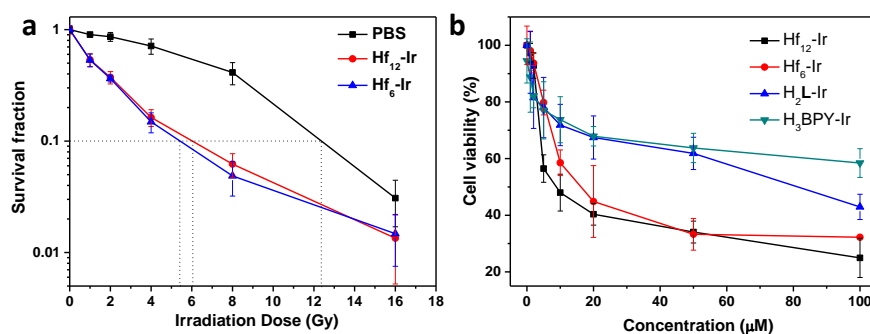 a
PBS
Hf12-Ir
Hf6-Ir
Survival fraction
1
0.1
0.01
0 2 4 6 8 10 12 14 16 18
Irradiation Dose (Gy)
b
Hf12-Ir
Hf6-Ir
H2L-Ir
H3BPY-Ir
Cell viability (%)
100
80
60
40
20
0 20 40 60 80 100
Concentration (μM)